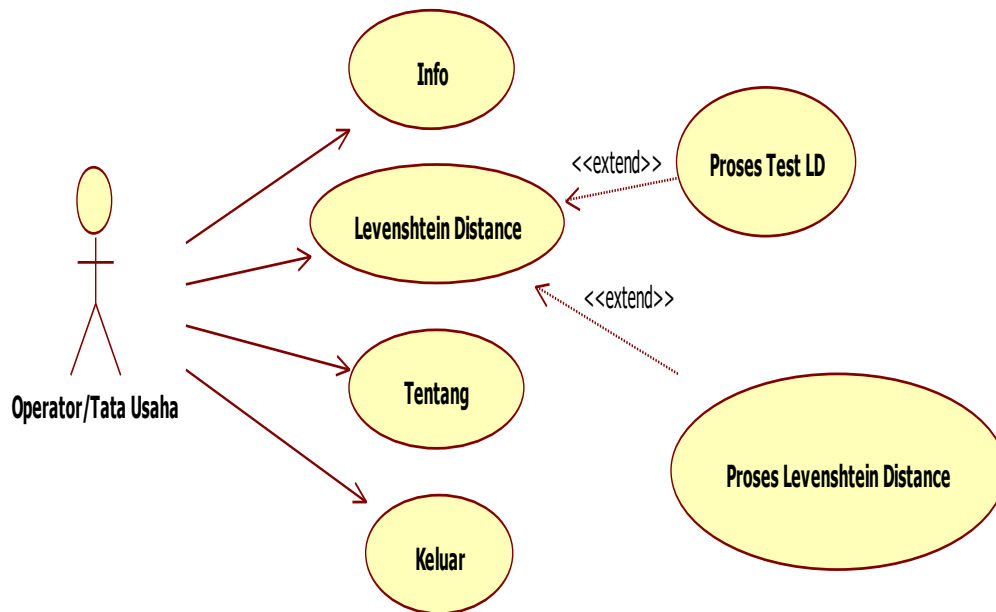 Info
<<extend>>
Proses Test LD
Levenshtein Distance
<<extend>>
Tentang
Operator/Tata Usaha
Proses Levenshtein Distance
Keluar